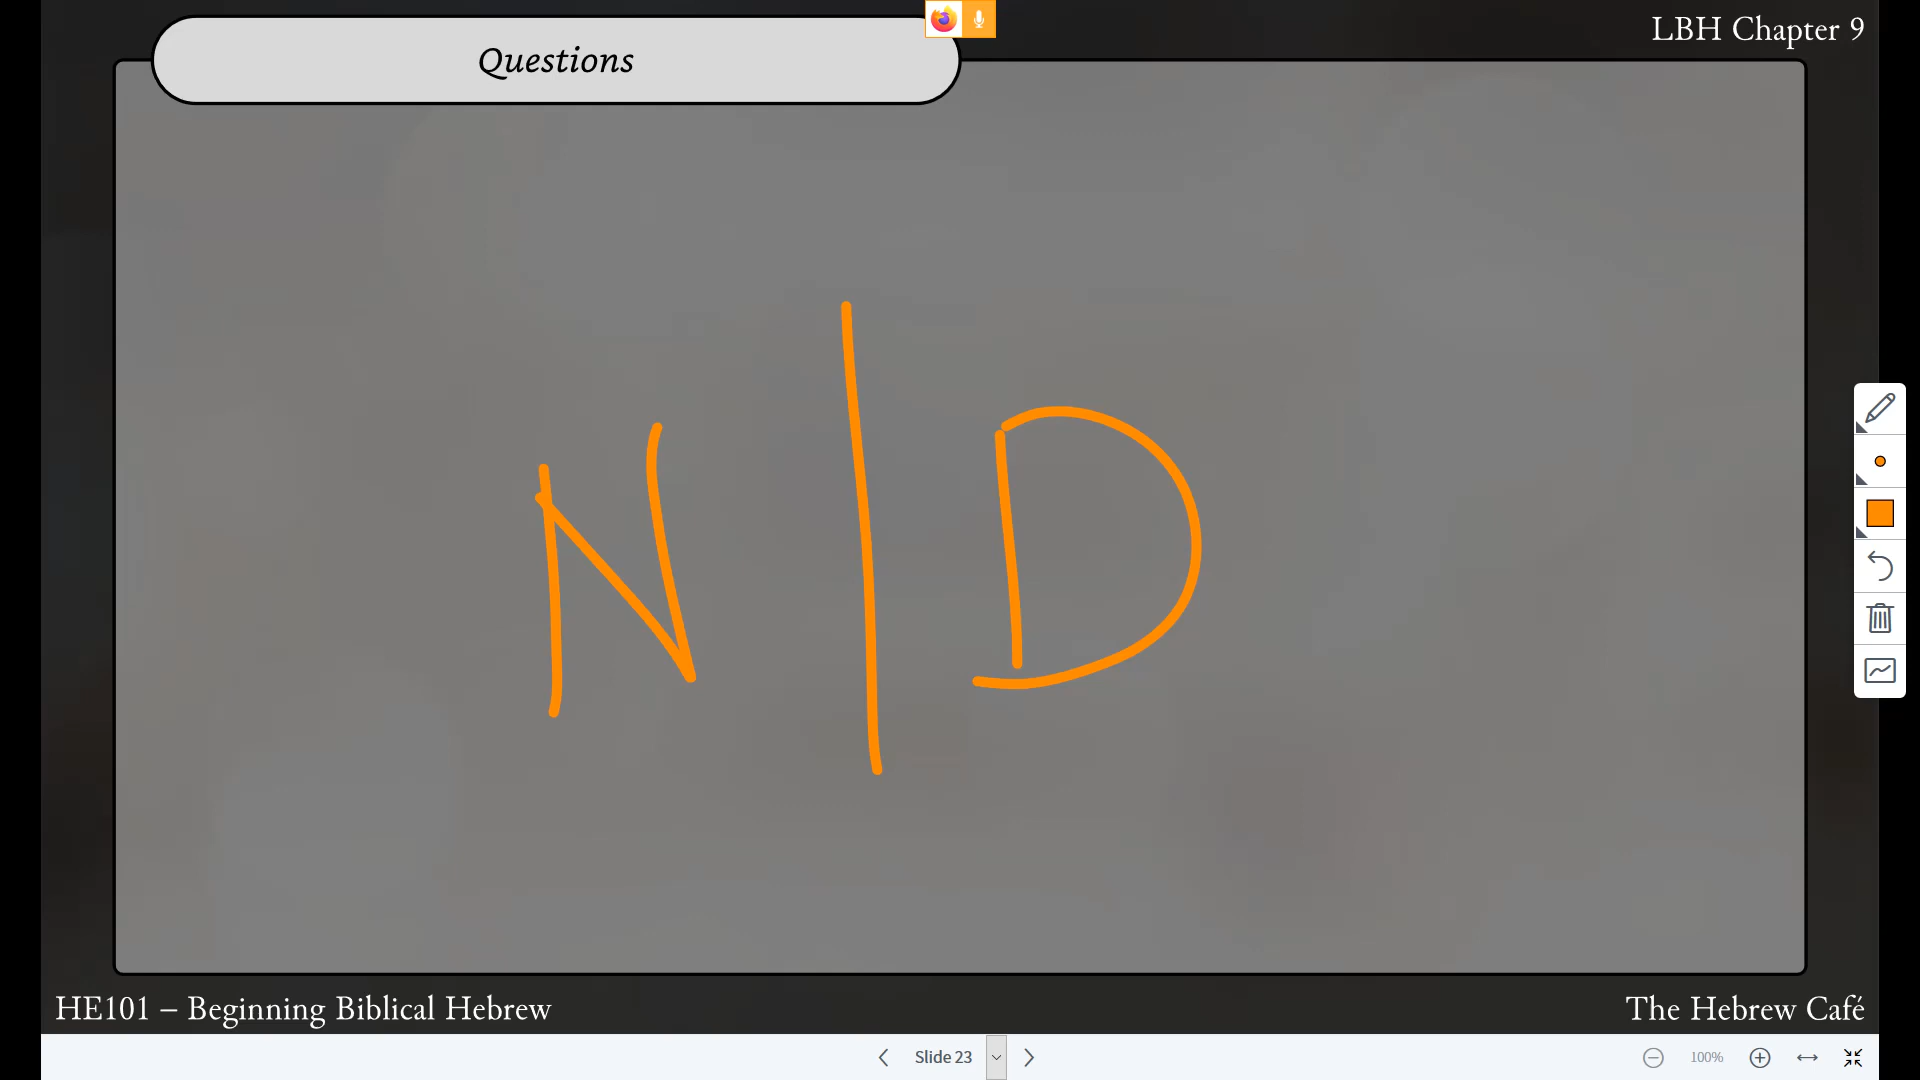 LBH Chapter 9
Questions
N | D
HE101 – Beginning Biblical Hebrew
The Hebrew Café
Slide 23
100%